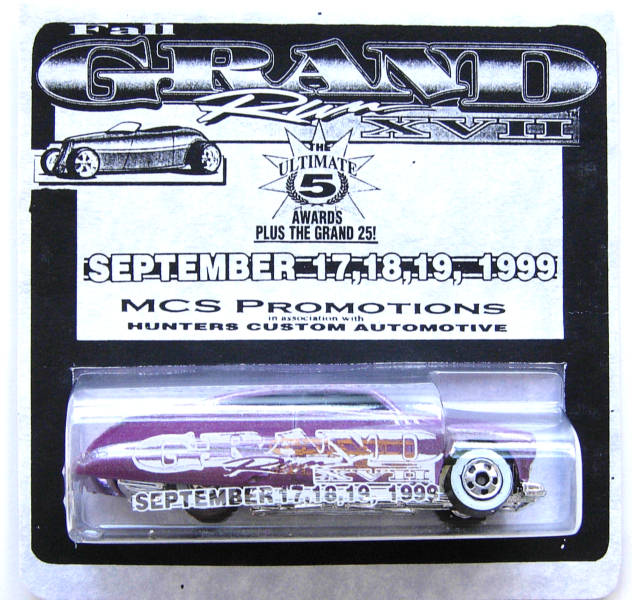 Fall
GRAND
Run
XVII
THE
ULTIMATE
5
AWARDS
PLUS THE GRAND 25!
SEPTEMBER 17,18,19, 1999
MCS PROMOTIONS
in association with
HUNTERS CUSTOM AUTOMOTIVE
GRAND
Run
XVII
SEPTEMBER 17,18,19, 1999